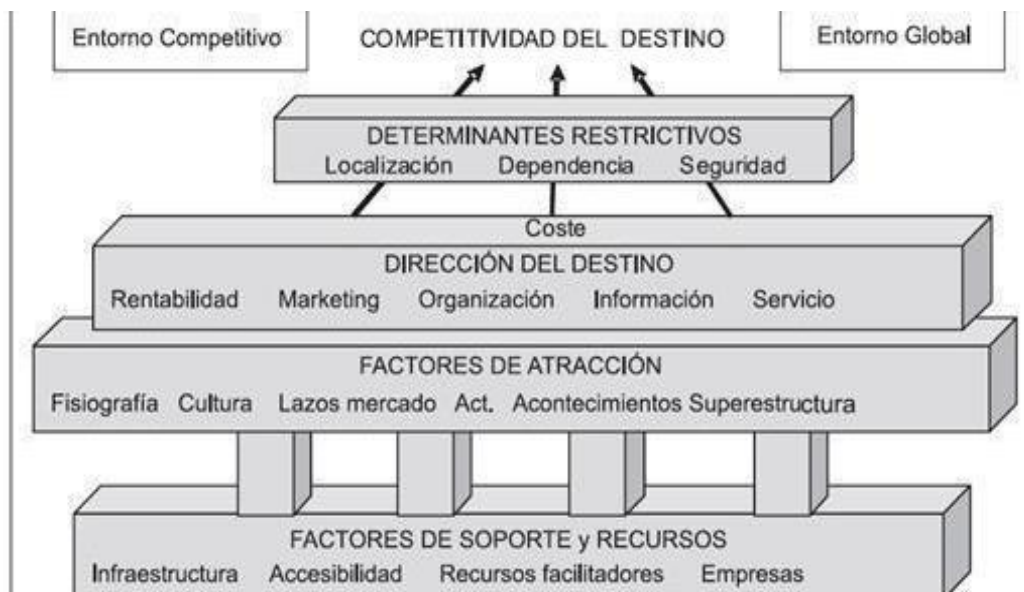 Entorno Competitivo
COMPETITIVIDAD DEL DESTINO
Entorno Global
DETERMINANTES RESTRICTIVOS
Localización Dependencia Seguridad
Coste
DIRECCIÓN DEL DESTINO
Rentabilidad Marketing Organización Información Servicio
FACTORES DE ATRACCIÓN
Fisiografía Cultura Lazos mercado Act. Acontecimientos Superestructura
FACTORES DE SOPORTE y RECURSOS
Infraestructura Accesibilidad Recursos facilitadores Empresas